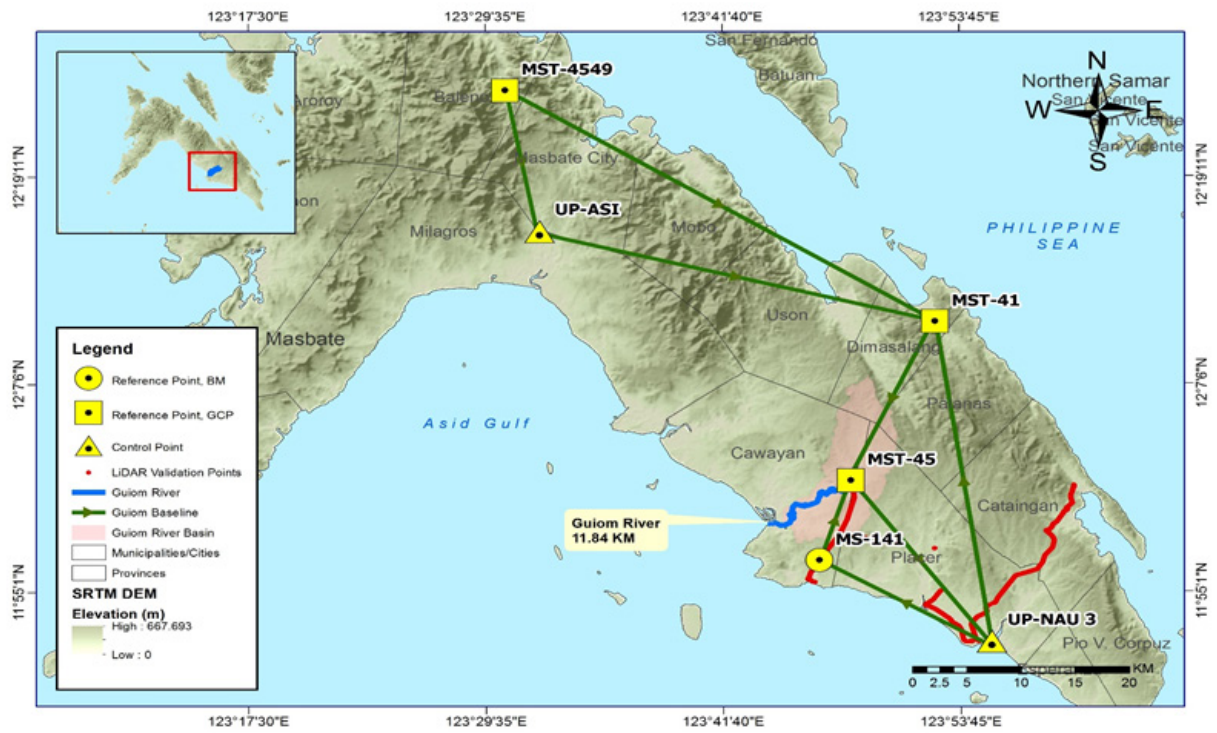 123°17'30"E 123°29'35"E 123°41'40"E 123°53'45"E
San Fernando
Batuan
MST-4549
Aroroy
Baleno
Northern Samar
N
W E
S
San Vicente
San Vicente
San Vicente
12°19'11"N
12°19'11"N
Masbate City
UP-ASI
Milagros
Mobo
PHILIPPINE
SEA
MST-41
Uson
Dimasalang
Masbate
12°7'6"N
12°7'6"N
Palanas
Asid Gulf
Cawayan
MST-45
Cataingan
Guiom River
11.84 KM
MS-141
Placer
11°55'1"N
11°55'1"N
UP-NAU 3
Pio V. Corpuz
Legend
Reference Point, BM
Reference Point, GCP
Control Point
LiDAR Validation Points
Guiom River
Guiom Baseline
Guiom River Basin
Municipalities/Cities
Provinces
SRTM DEM
Elevation (m)
High : 667.693
Low : 0
KM
0 2.5 5 10 15 20
123°17'30"E 123°29'35"E 123°41'40"E 123°53'45"E